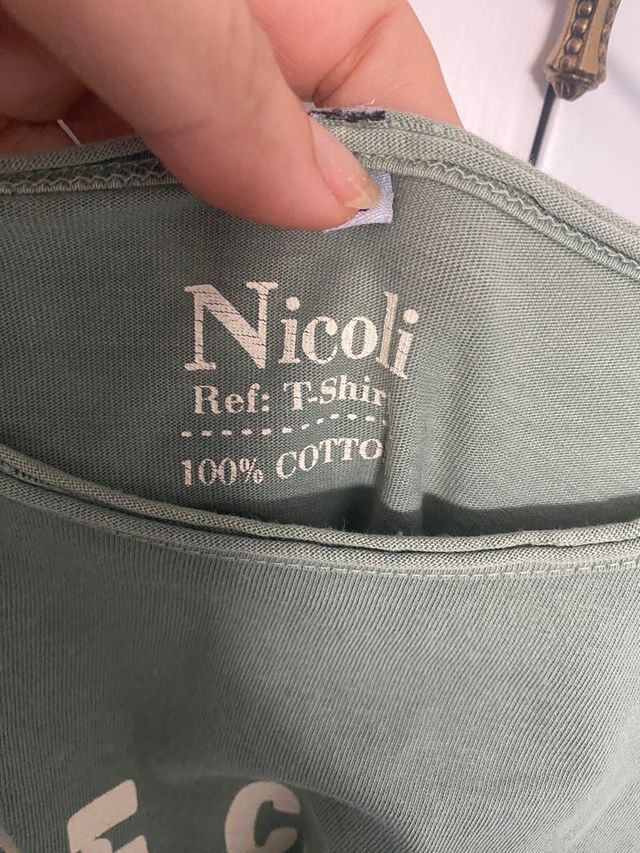 Nicoli
Ref: T-Shir
100% COTTO